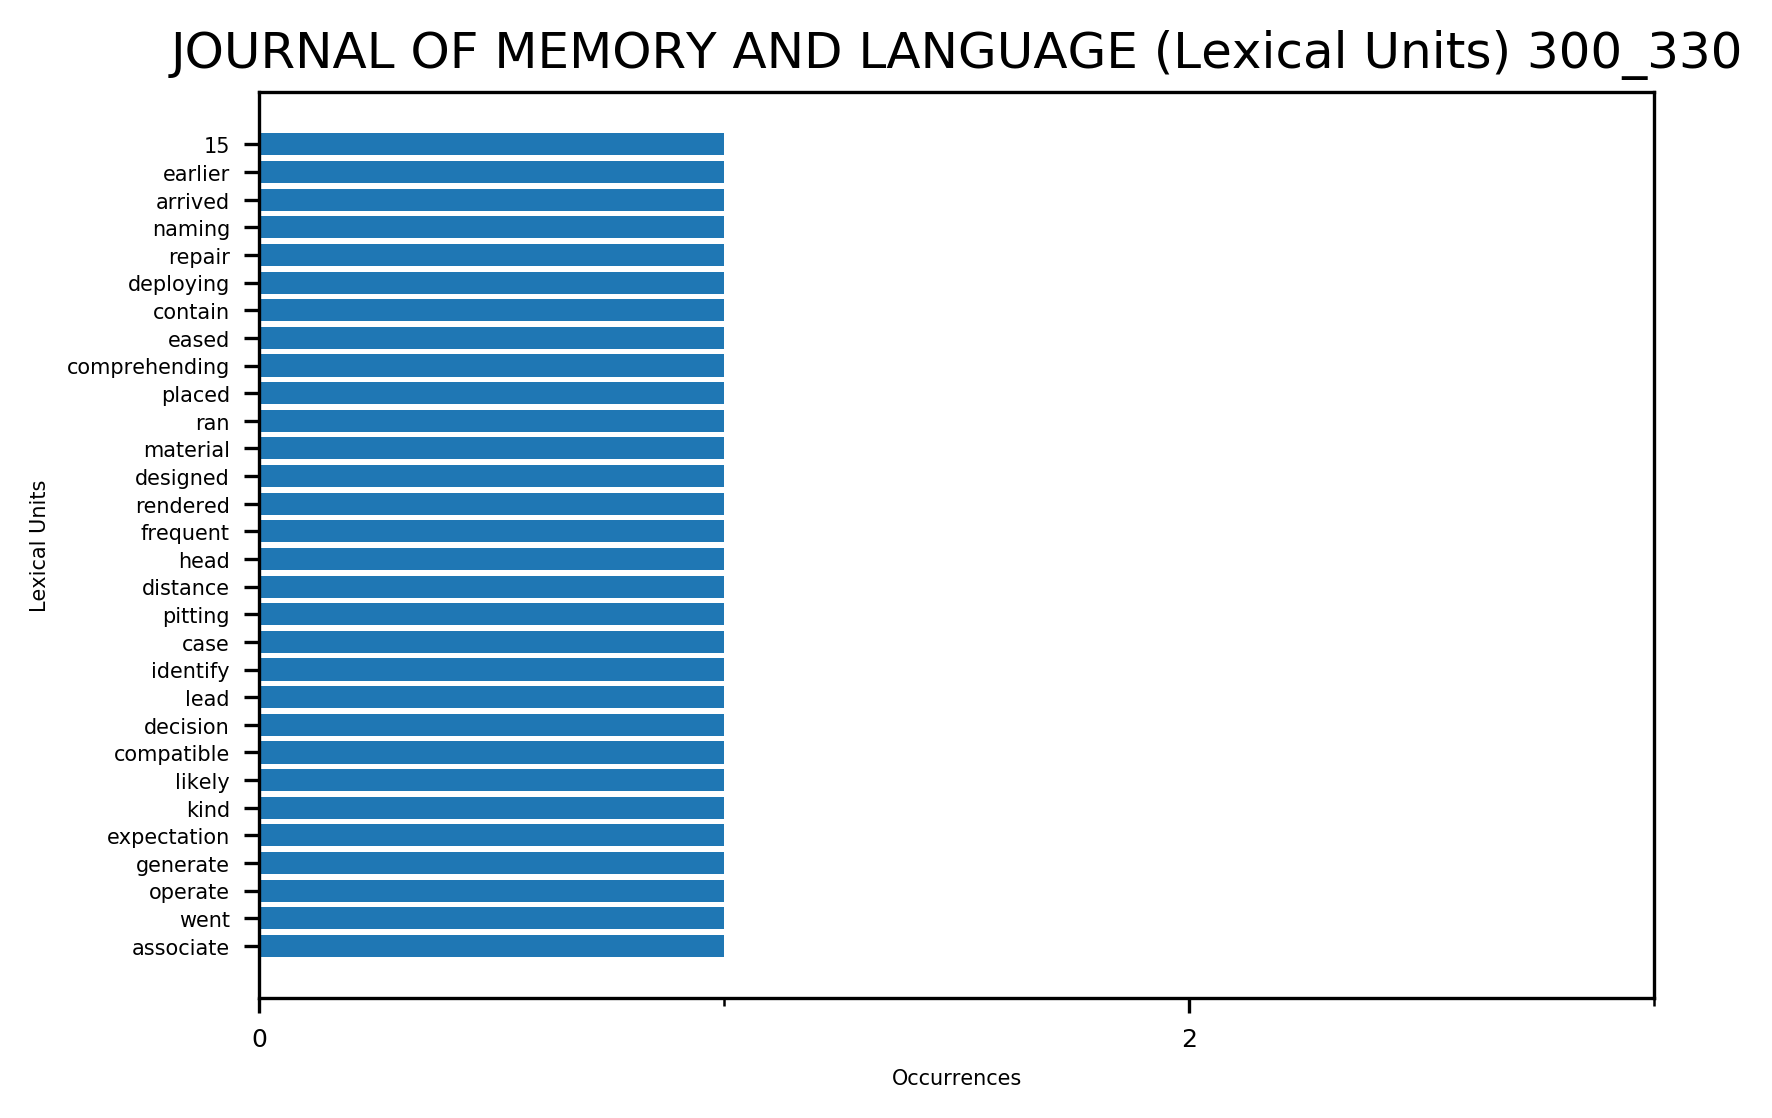 JOURNAL OF MEMORY AND LANGUAGE (Lexical Units) 300_330
15
earlier
arrived
naming
repair
deploying
contain
eased
comprehending
placed
ran
material
designed
rendered
frequent
head
distance
pitting
case
identify
lead
decision
compatible
likely
kind
expectation
generate
operate
went
associate
Lexical Units
0
2
Occurrences